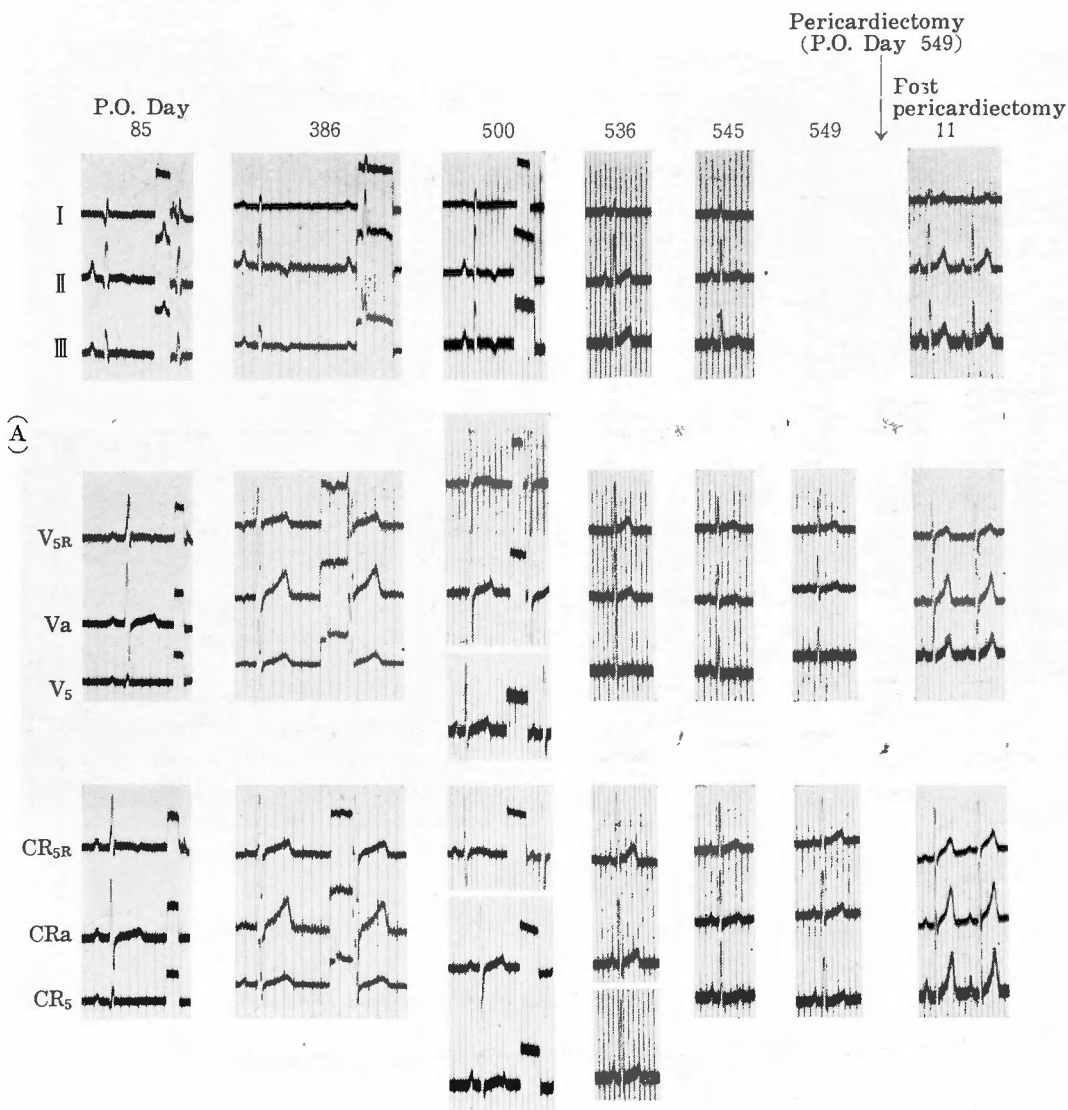 Pericardiectomy
(P.O. Day 549)
Post
pericardiectomy
P.O. Day
85 386 500 536 545 549 11
I
II
III
(A)
V5R
Va
V5
CR5R
CRa
CR5